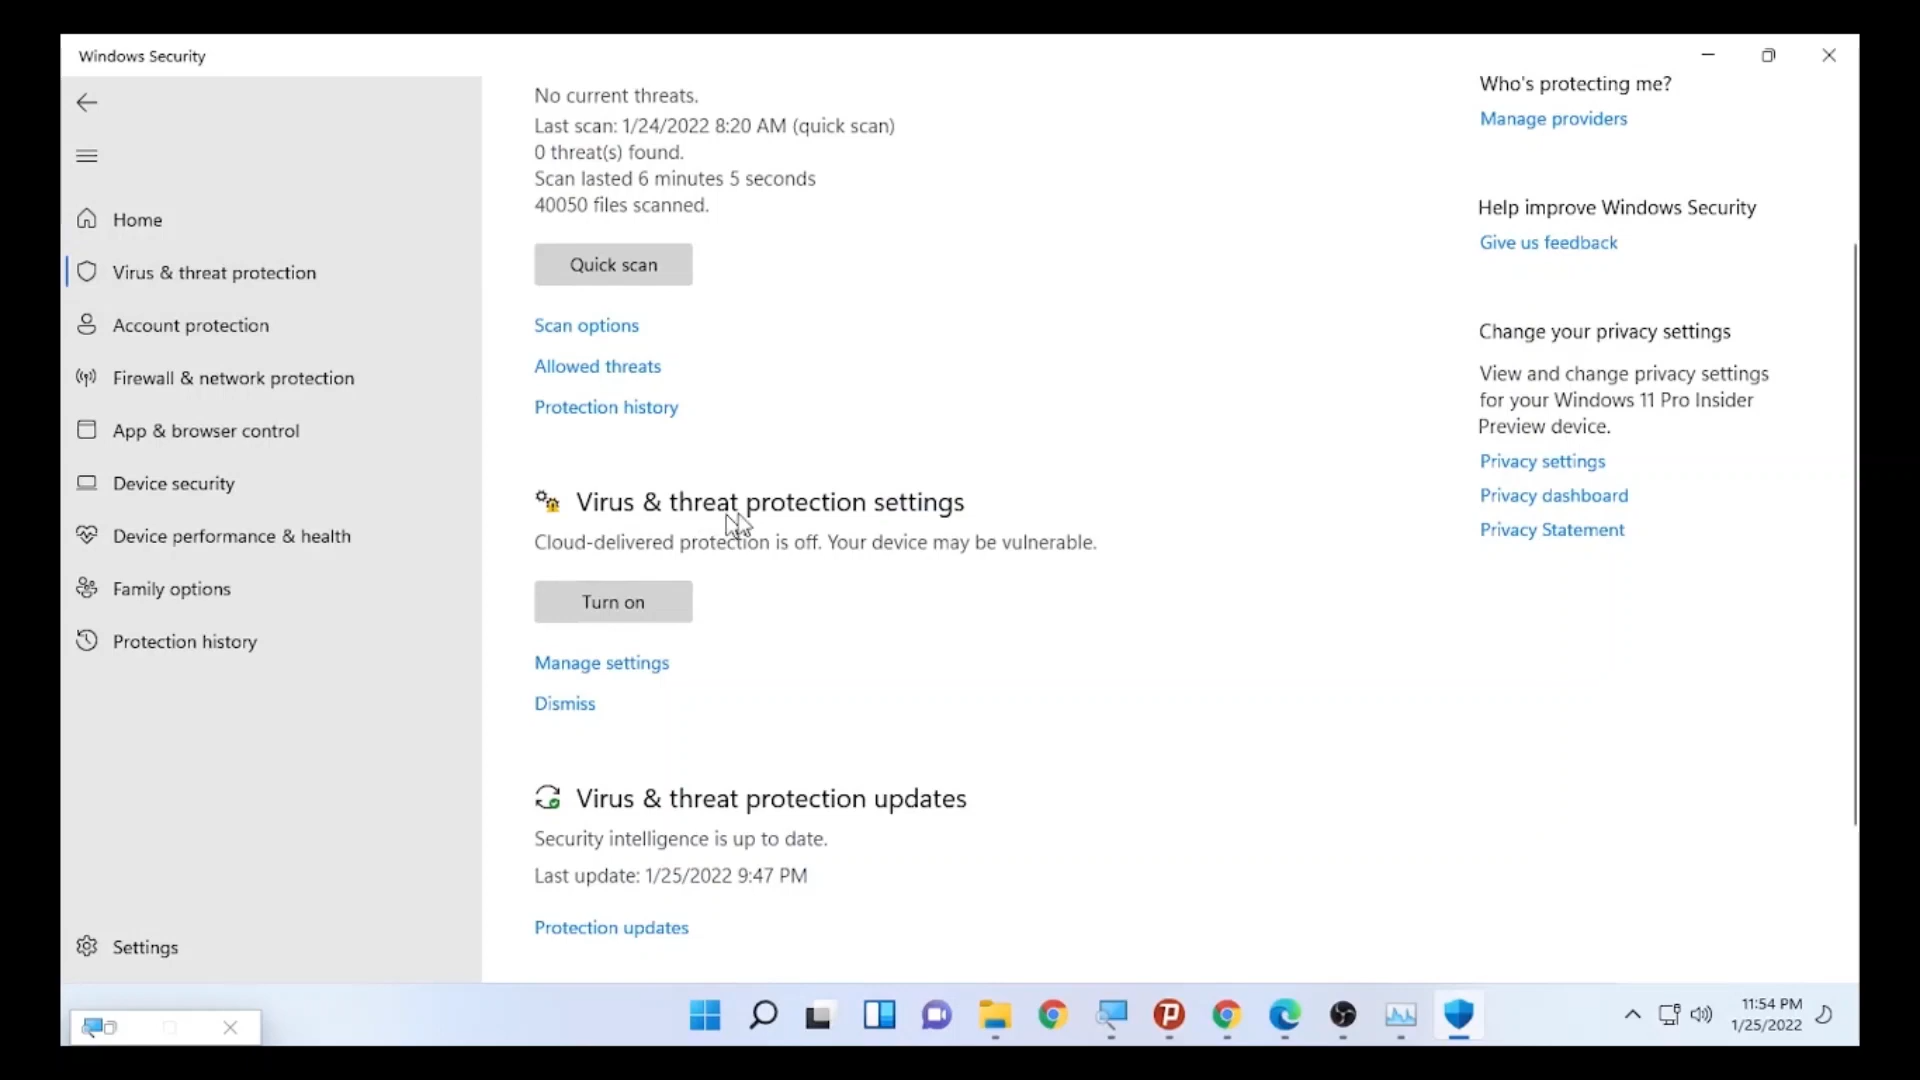 Windows Security
Home
Virus & threat protection
Account protection
Firewall & network protection
App & browser control
Device security
Device performance & health
Family options
Protection history
Settings
No current threats.
Last scan: 1/24/2022 8:20 AM (quick scan)
0 threat(s) found.
Scan lasted 6 minutes 5 seconds
40050 files scanned.
Quick scan
Scan options
Allowed threats
Protection history
Virus & threat protection settings
Cloud-delivered protection is off. Your device may be vulnerable.
Turn on
Manage settings
Dismiss
Virus & threat protection updates
Security intelligence is up to date.
Last update: 1/25/2022 9:47 PM
Protection updates
Who's protecting me?
Manage providers
Help improve Windows Security
Give us feedback
Change your privacy settings
View and change privacy settings
for your Windows 11 Pro Insider
Preview device.
Privacy settings
Privacy dashboard
Privacy Statement
11:54 PM
1/25/2022